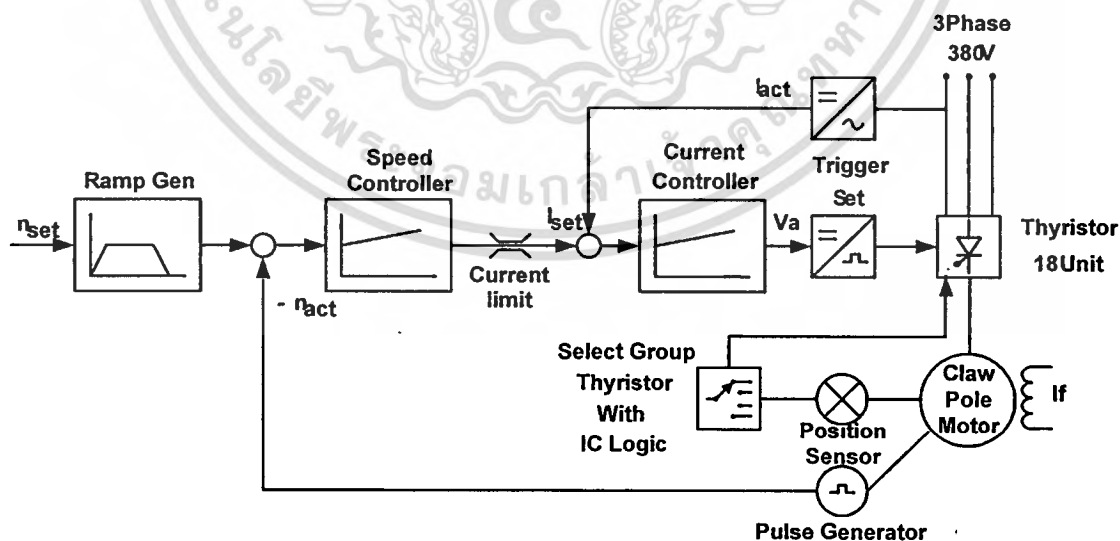 3Phase
380V
Iact
Trigger
Set
Ramp Gen
nset
Speed
Controller
- nact
Current
limit
Iset
Current
Controller
Va
Thyristor
18Unit
Select Group
Thyristor
With
IC Logic
Position
Sensor
Claw
Pole
Motor
If
Pulse Generator